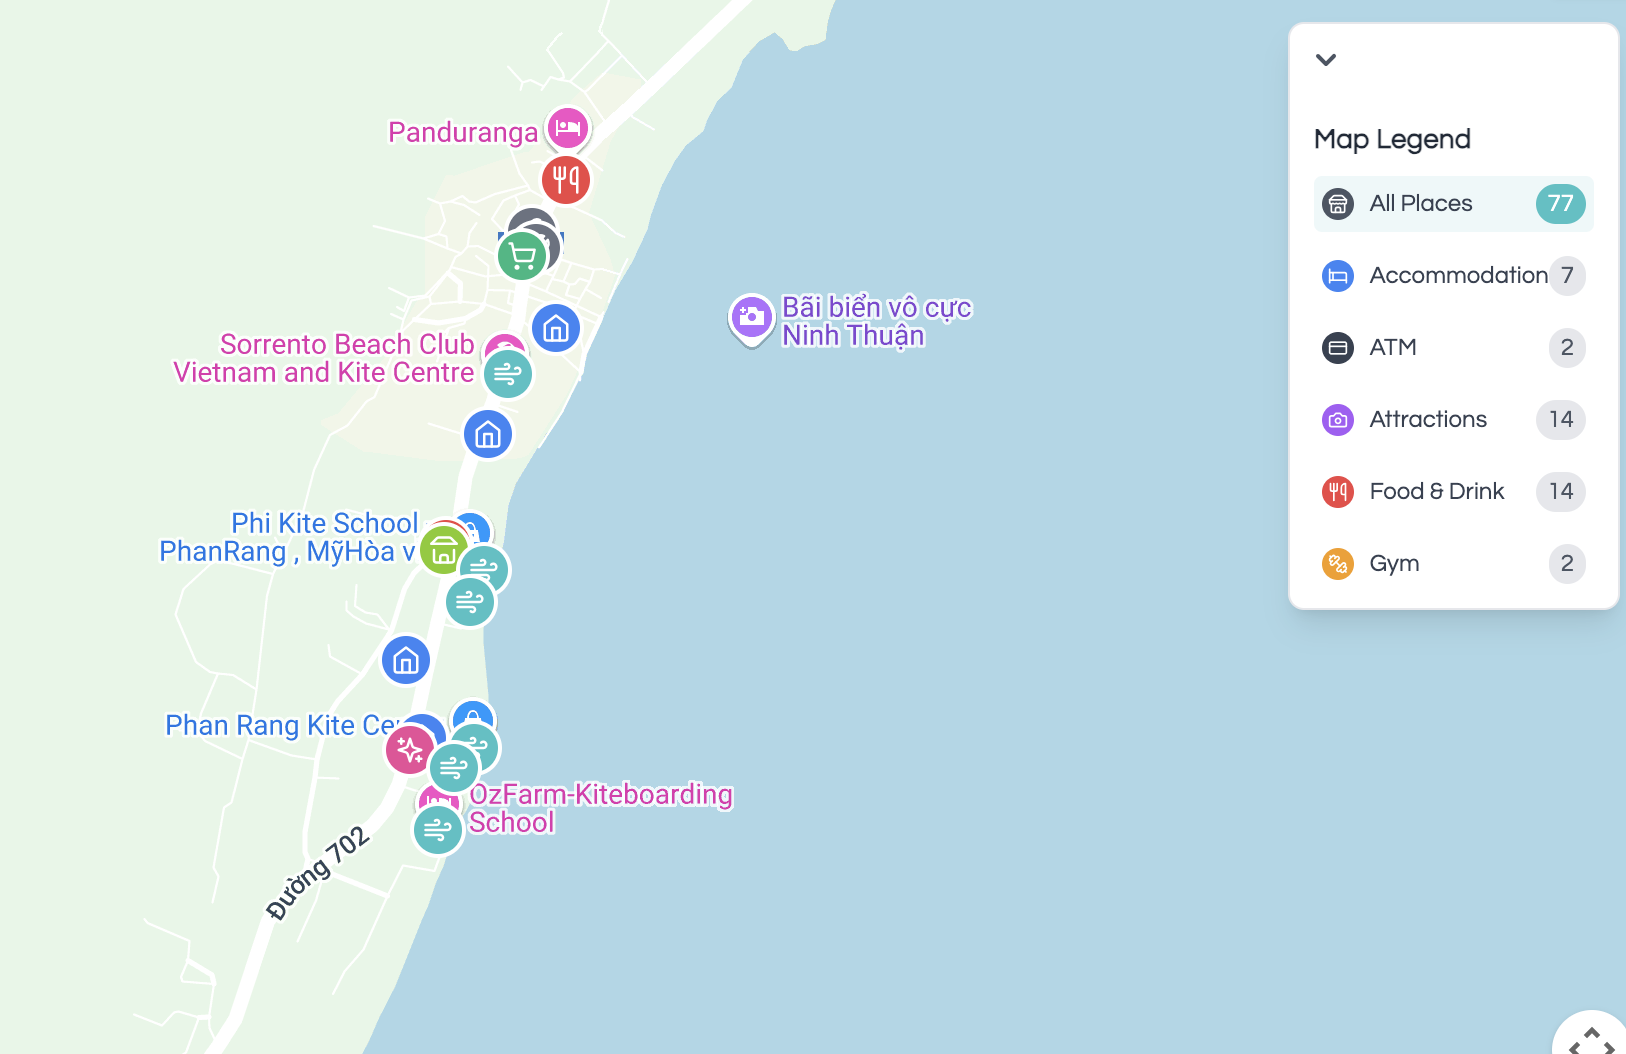 Panduranga
Sorrento Beach Club
Vietnam and Kite Centre
Bãi biển vô cực
Ninh Thuận
Phi Kite School
PhanRang , MỹHòa v
Phan Rang Kite Cen
OzFarm-Kiteboarding
School
Đường 702
Map Legend
All Places 77
Accommodation 7
ATM 2
Attractions 14
Food & Drink 14
Gym 2